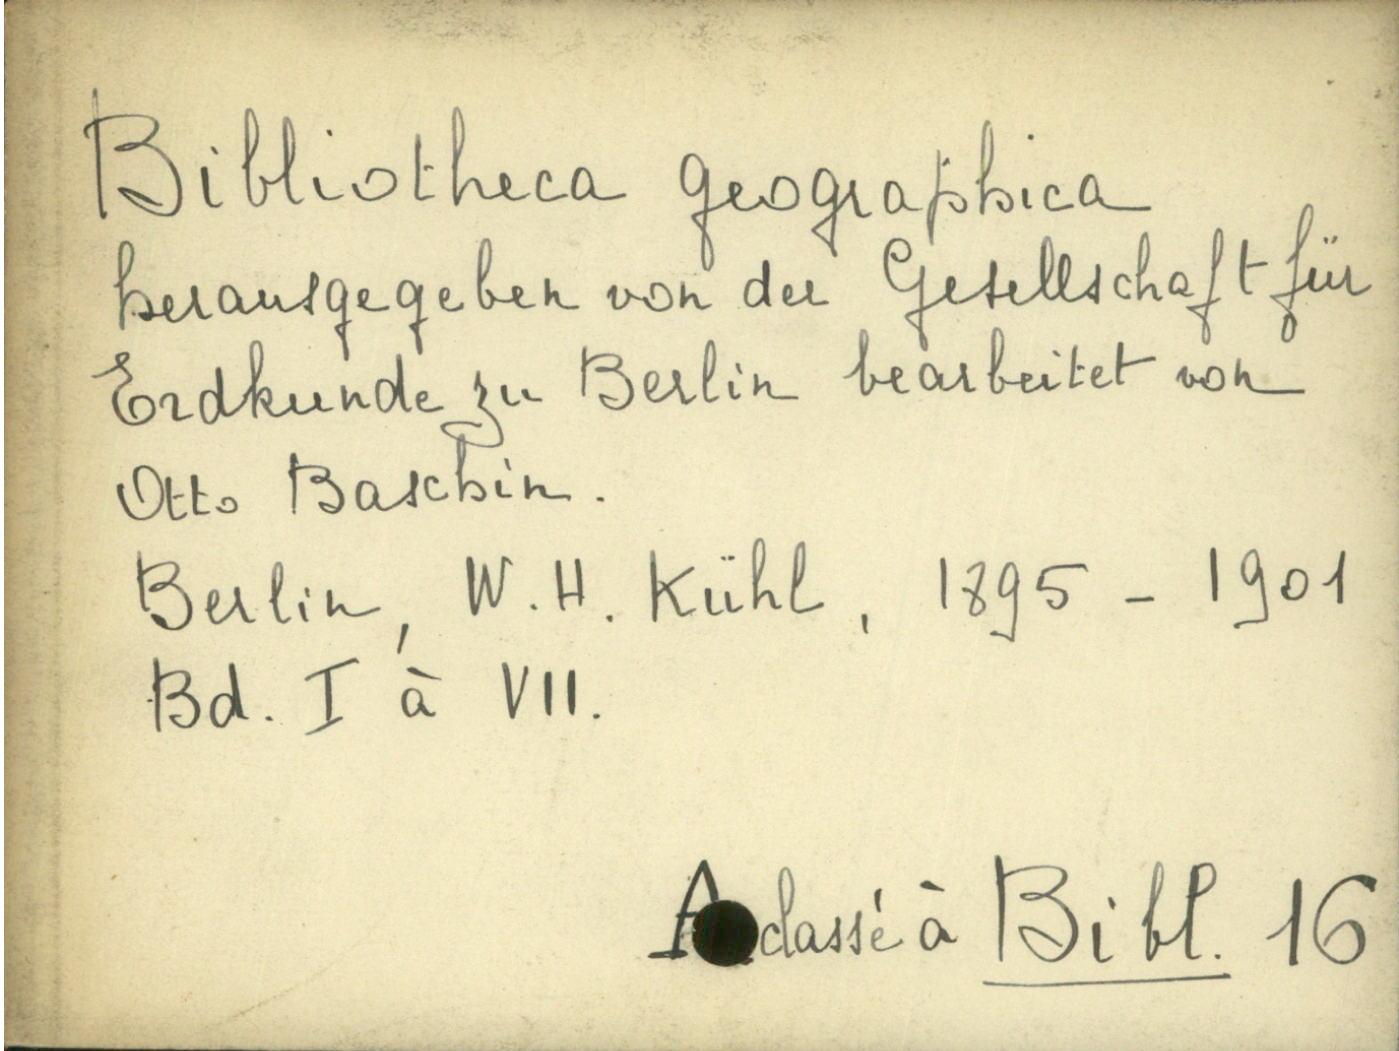 Bibliotheca geographica
herausgegeben von der Gesellschaft für
Erdkunde zu Berlin bearbeitet von
Otto Baschin.
Berlin, W. H. Kühl, 1895 - 1901
Bd. I à VII.
A classé à Bibl. 16